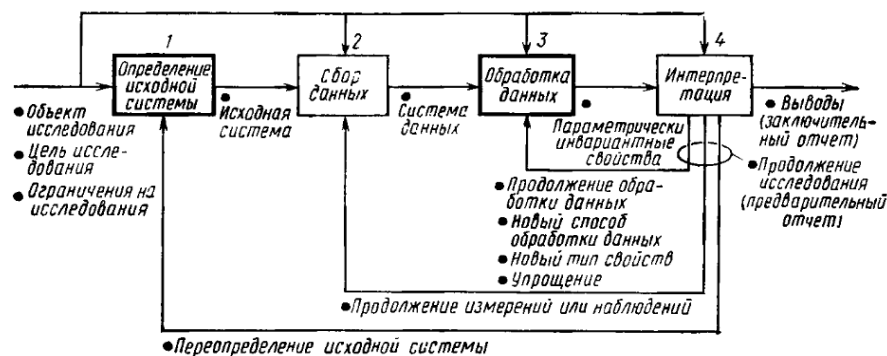 1
2
3
4
Определение
исходной
системы
Сбор
данных
Обработка
данных
Интерпре-
тация
● Объект
исследования
● Цель иссле-
дования
● Ограничения на
исследования
● Исходная
система
● Система
данных
● Параметрически
инвариантные
свойства
● Выводы
(заключитель-
ный отчет)
● Продолжение
исследования
(предварительный
отчет)
● Продолжение обра-
ботки данных
● Новый способ
обработки данных
● Новый тип свойств
● Упрощение
● Продолжение измерений или наблюдений
● Переопределение исходной системы